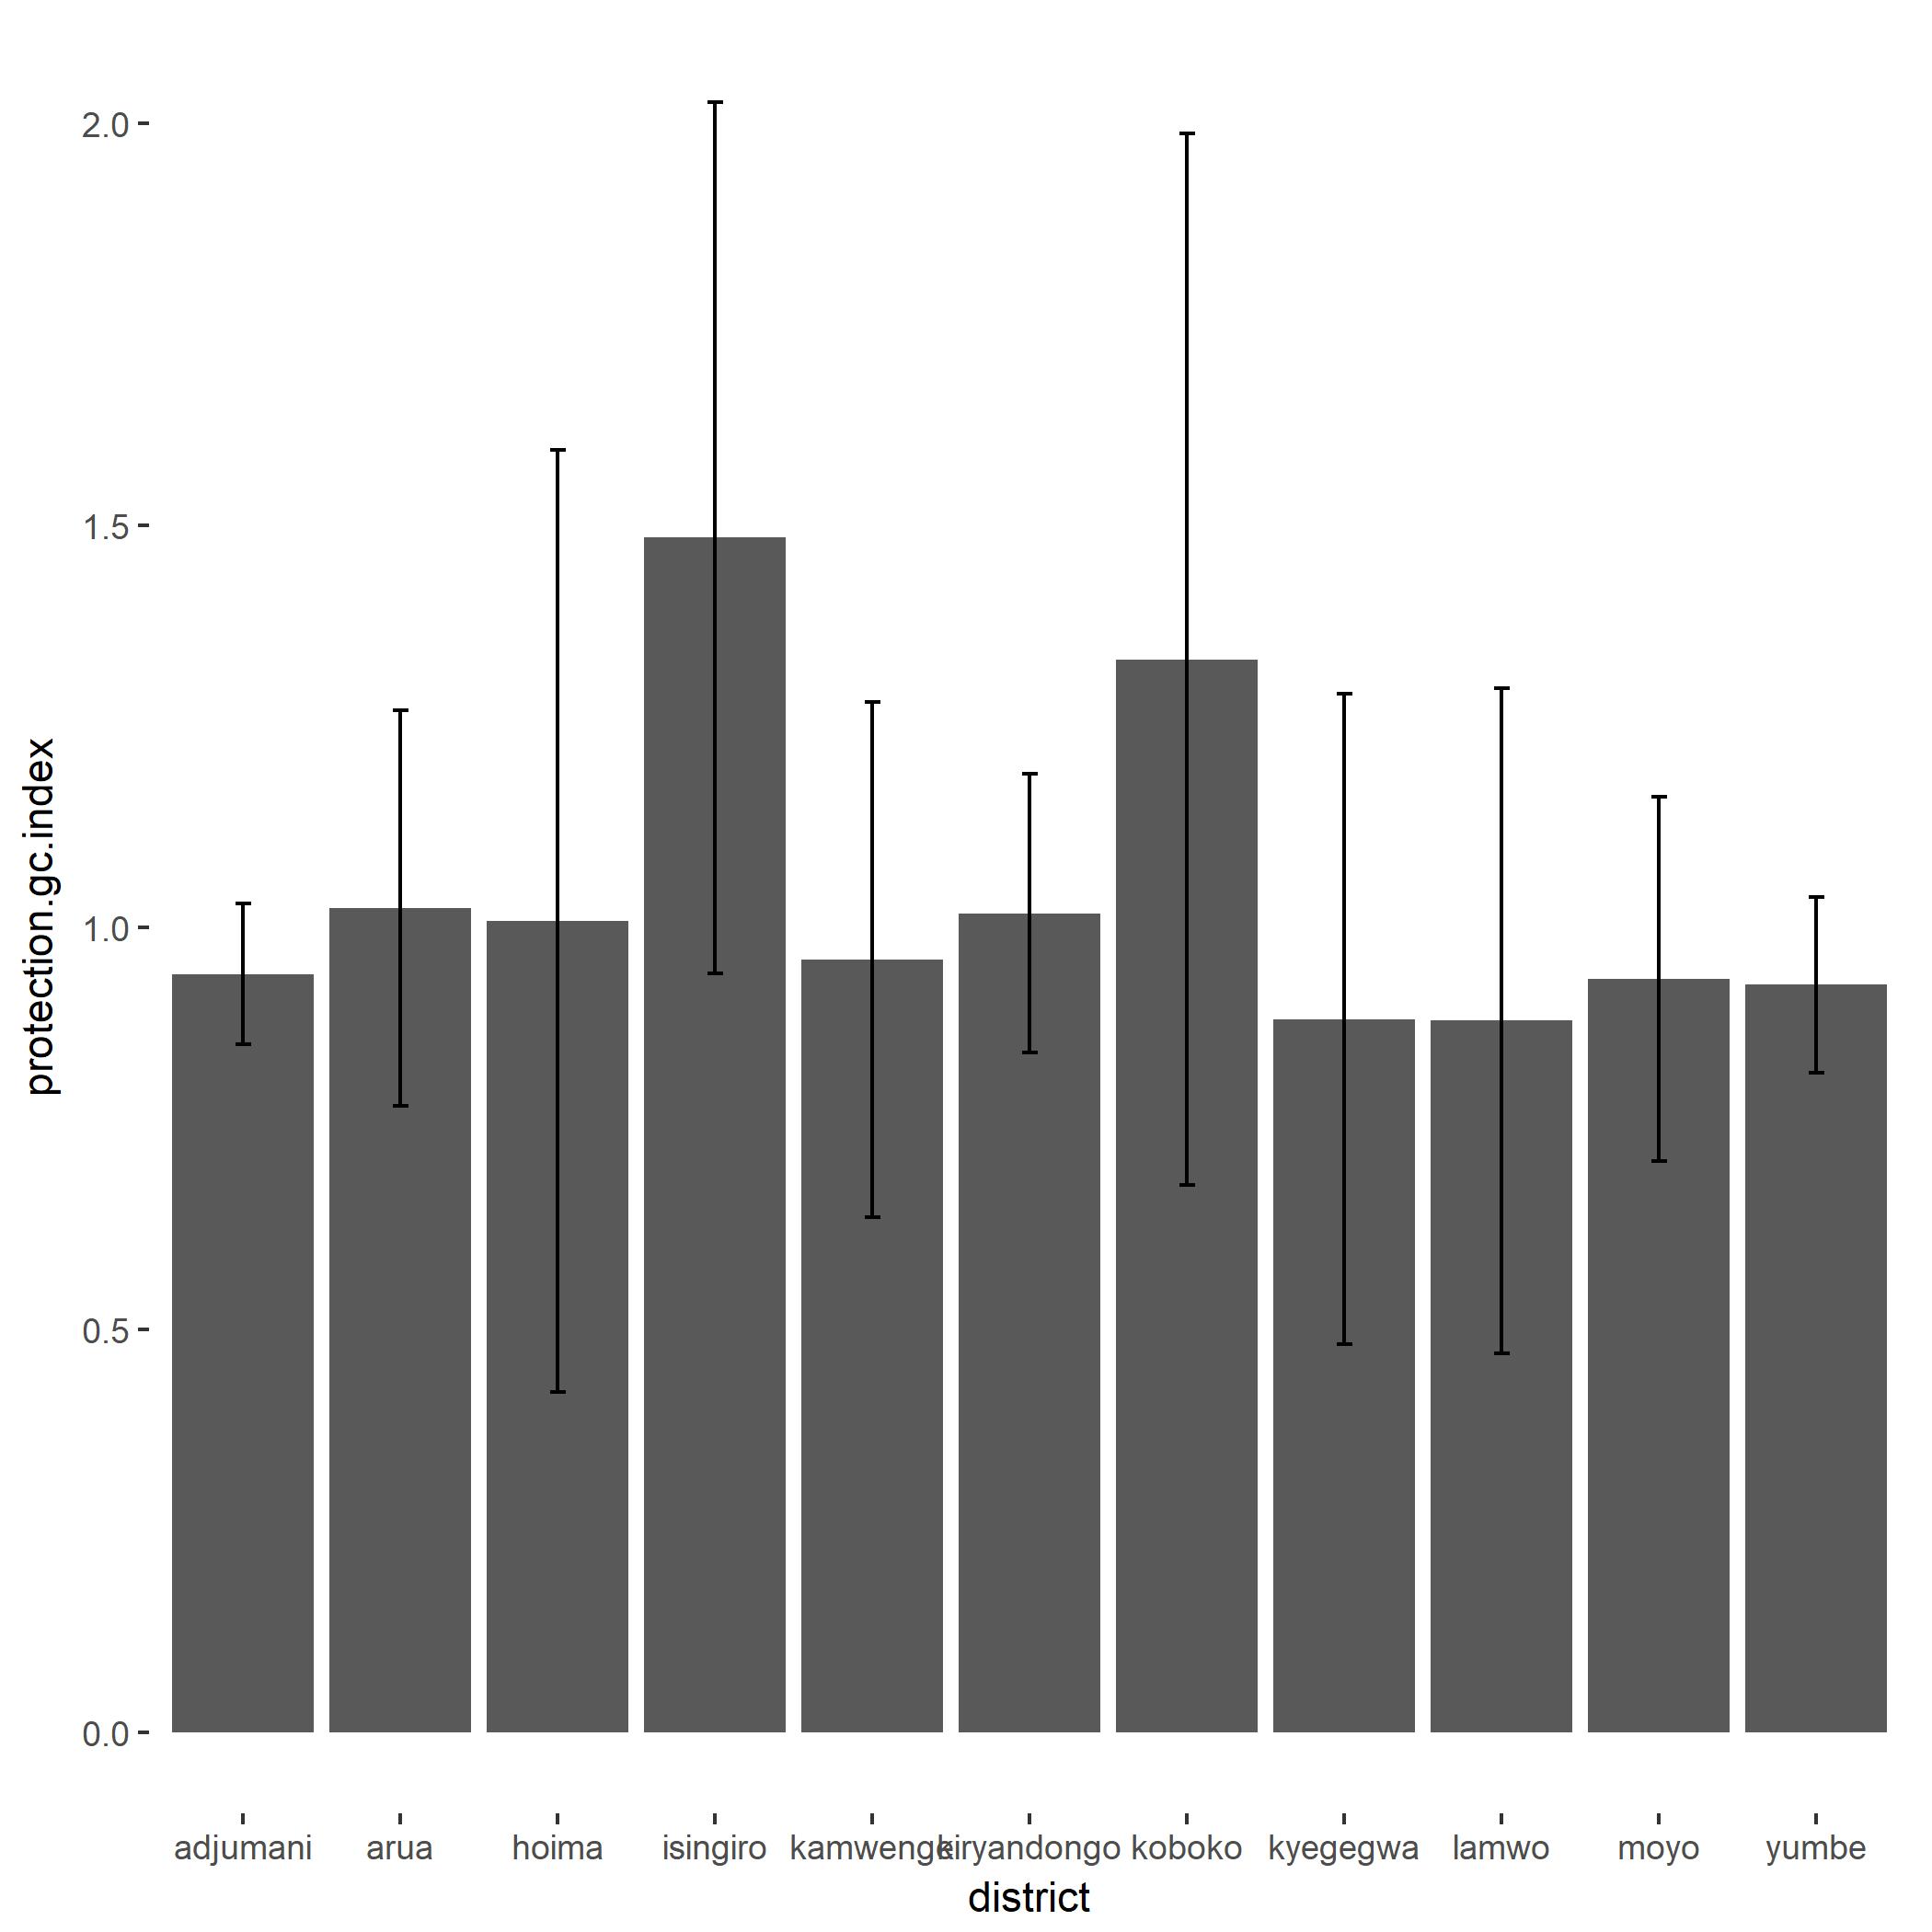 protection.gc.index
2.0
1.5
1.0
0.5
0.0
adjumani arua hoima isingiro kamwenge kiryandongo koboko kyegegwa lamwo moyo yumbe
district